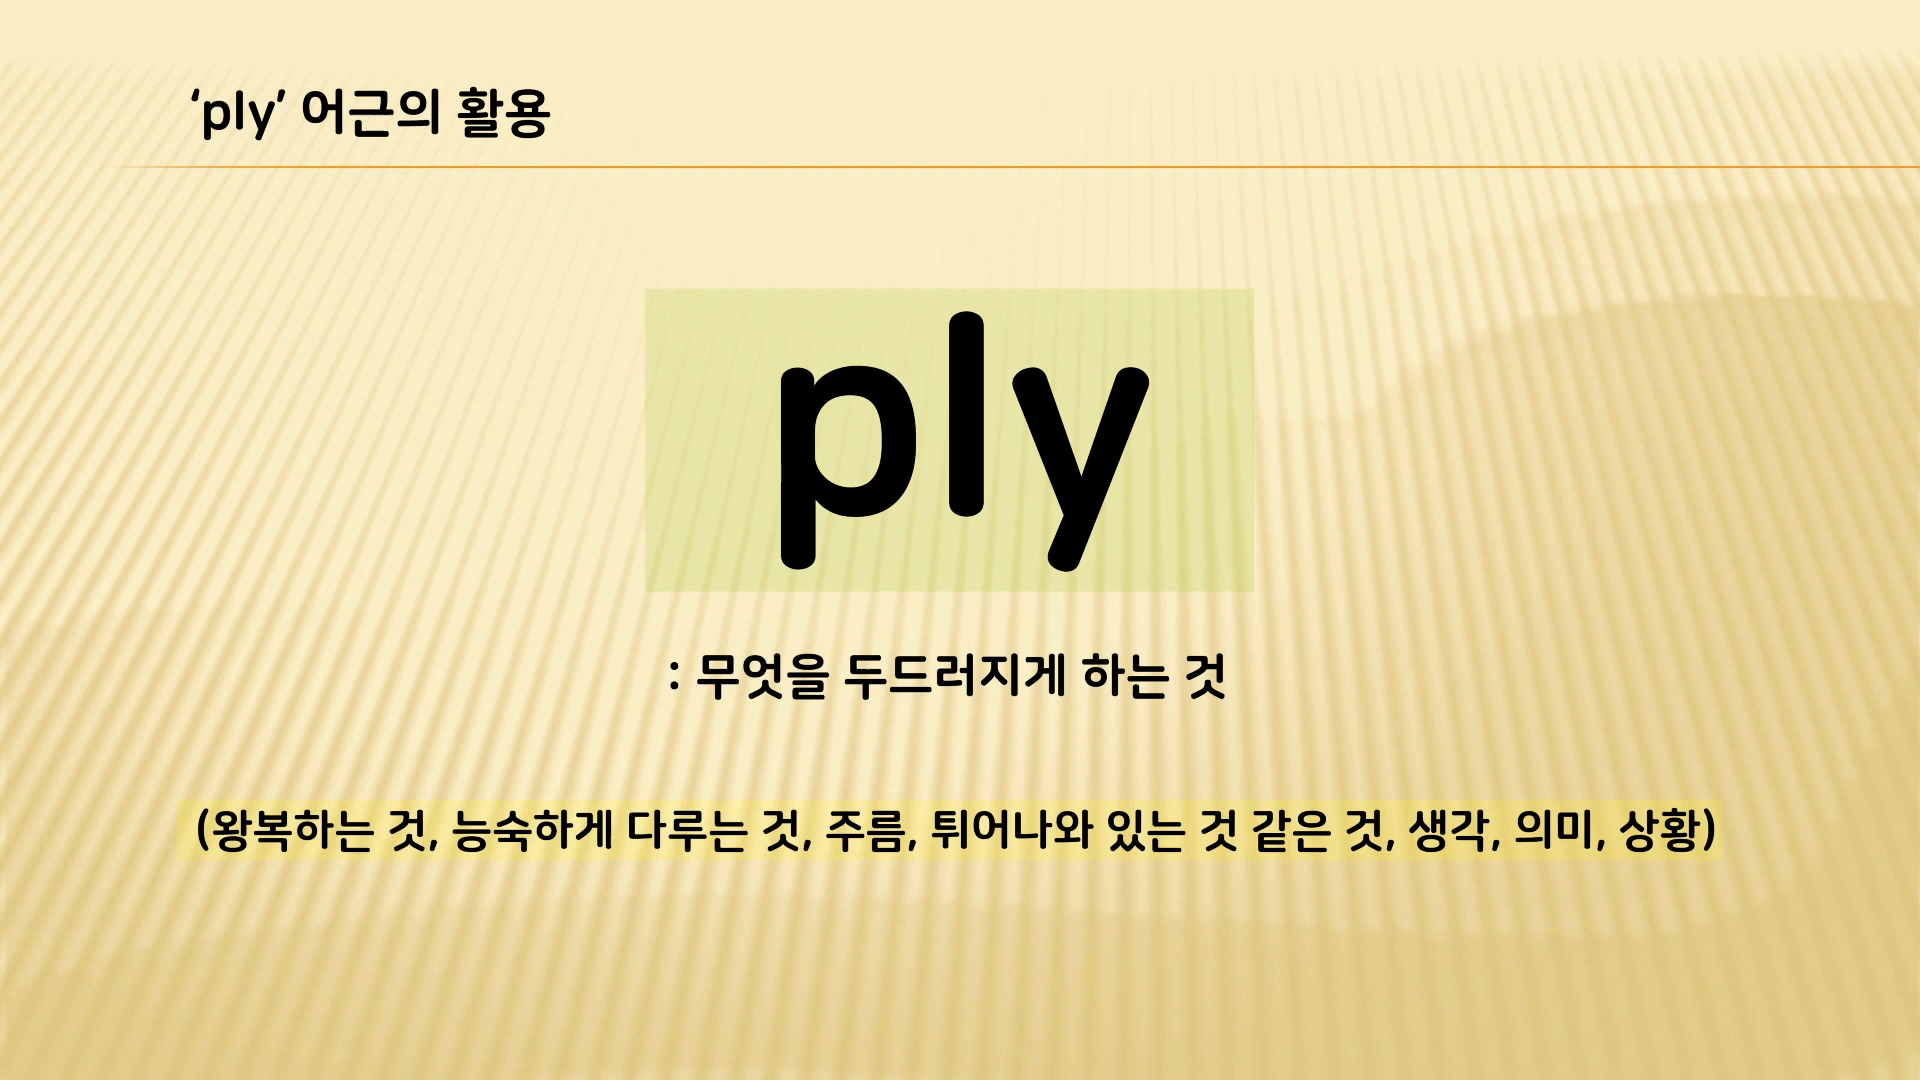 ‘ply’ 어근의 활용
ply
: 무엇을 두드러지게 하는 것
(왕복하는 것, 능숙하게 다루는 것, 주름, 튀어나와 있는 것 같은 것, 생각, 의미, 상황)